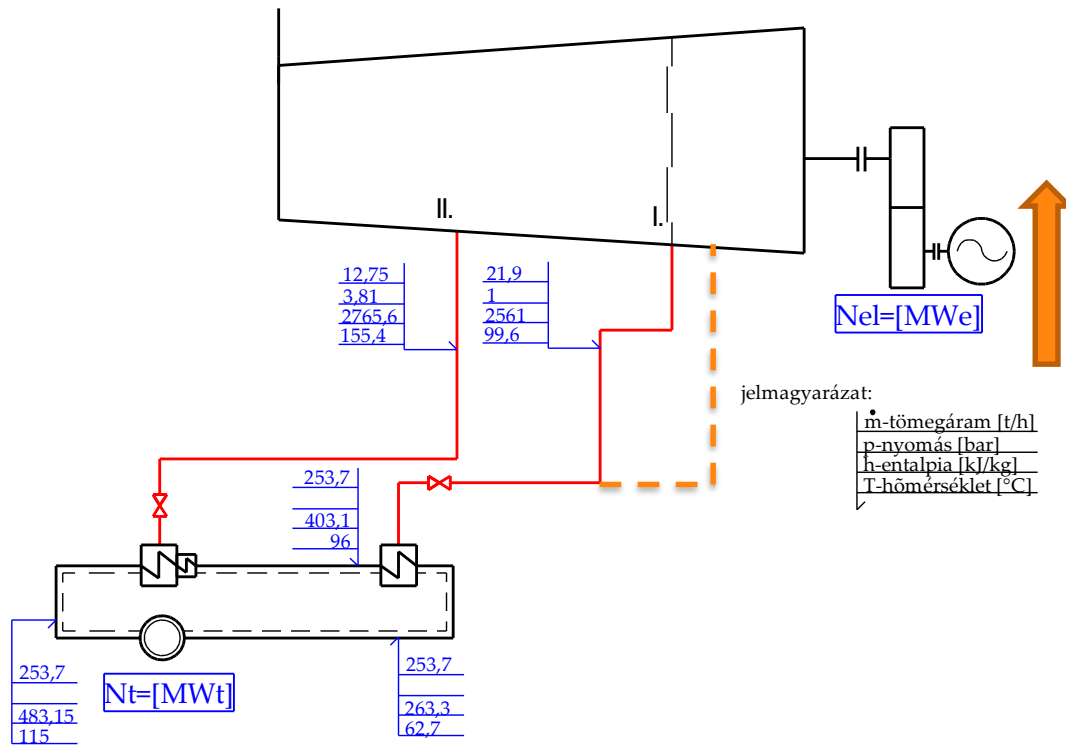 II.
I.
12,75
3,81
2765,6
155,4
21,9
1
2561
99,6
Nel=[MWe]
jelmagyarázat:
ṁ-tömegáram [t/h]
p-nyomás [bar]
h-entalpia [kJ/kg]
T-hõmérséklet [°C]
253,7
403,1
96
253,7
483,15
115
Nt=[MWt]
253,7
263,3
62,7